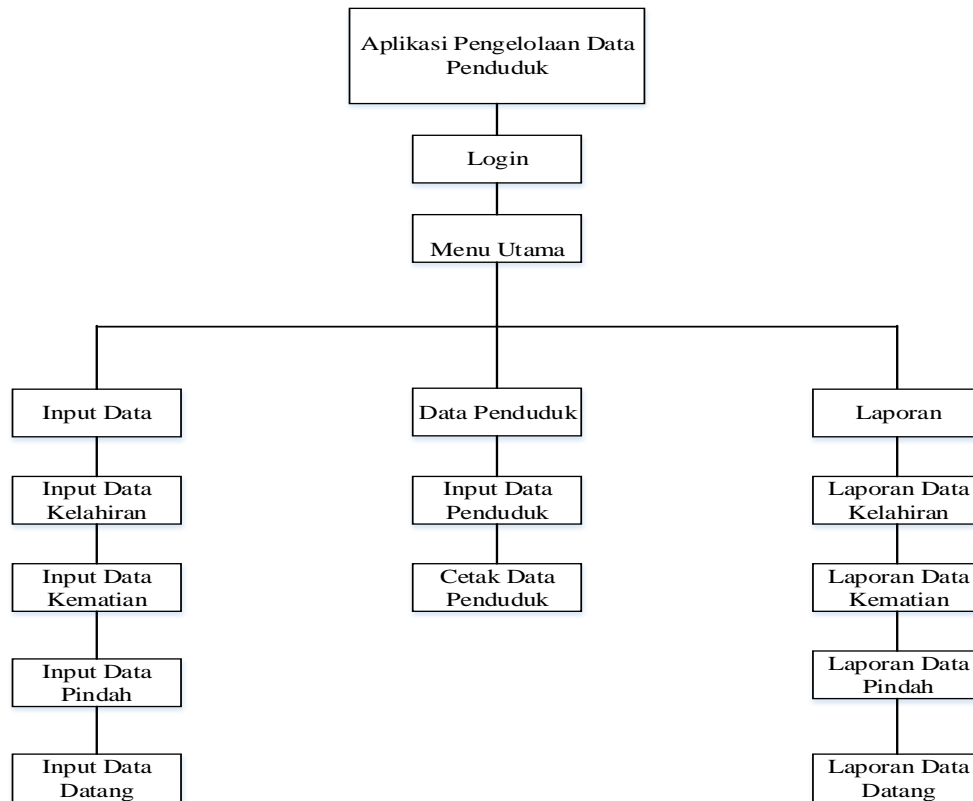 Aplikasi Pengelolaan Data
Penduduk
Login
Menu Utama
Input Data
Data Penduduk
Laporan
Input Data
Kelahiran
Input Data
Penduduk
Laporan Data
Kelahiran
Input Data
Kematian
Cetak Data
Penduduk
Laporan Data
Kematian
Input Data
Pindah
Laporan Data
Pindah
Input Data
Datang
Laporan Data
Datang